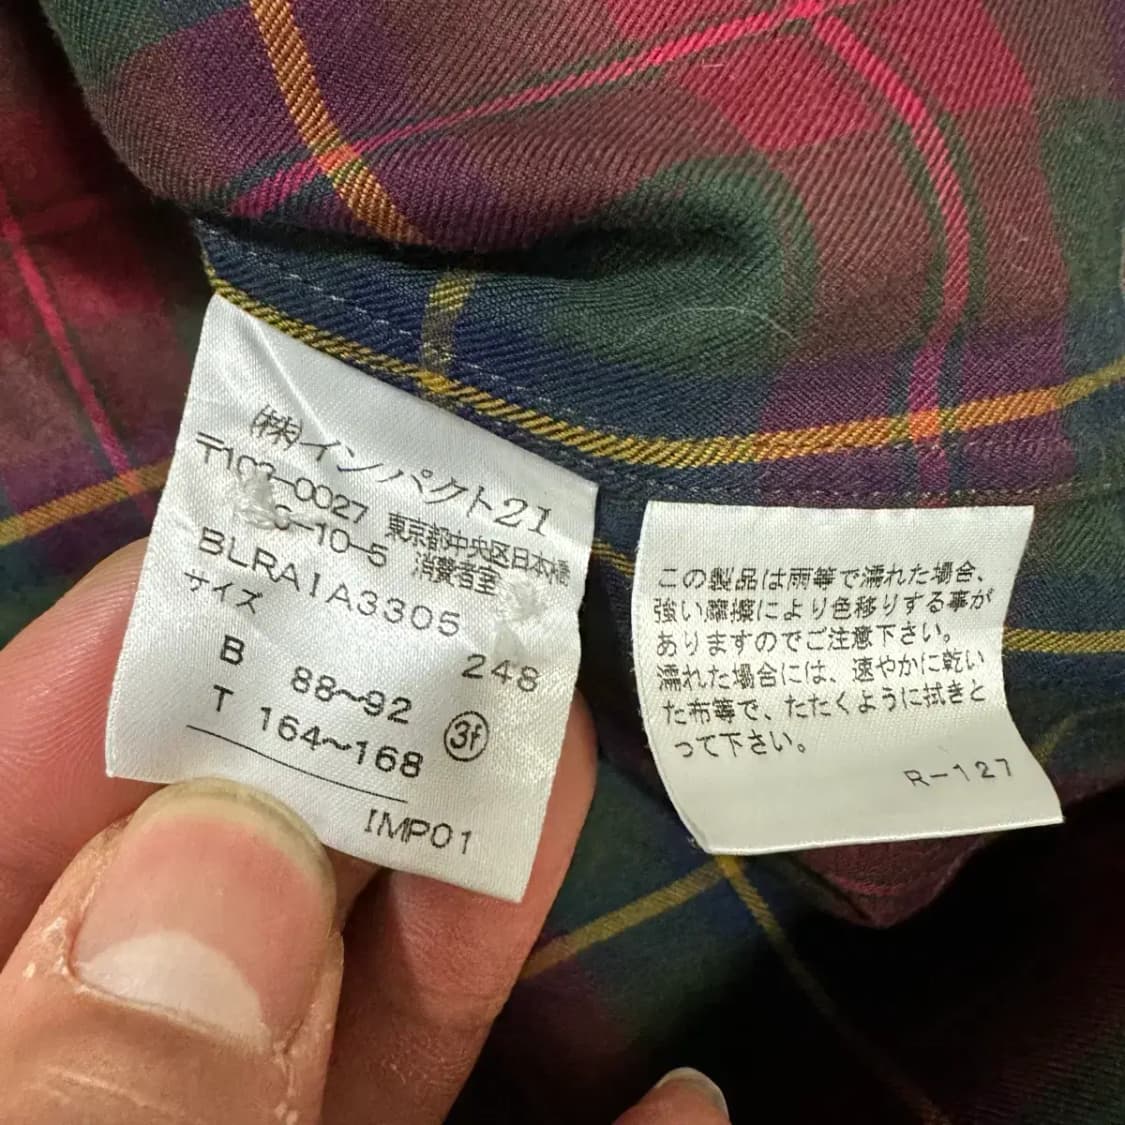 (株)インパクト21
〒103-0027 東京都中央区日本橋
6-10-5 消費者室
BLRAIA3305
サイズ 248
B 88~92
T 164~168 3f
IMP01
この製品は雨等で濡れた場合、
強い摩擦により色移りする事が
ありますのでご注意下さい。
濡れた場合には、速やかに乾い
た布等で、たたくように拭きと
って下さい。
R-127